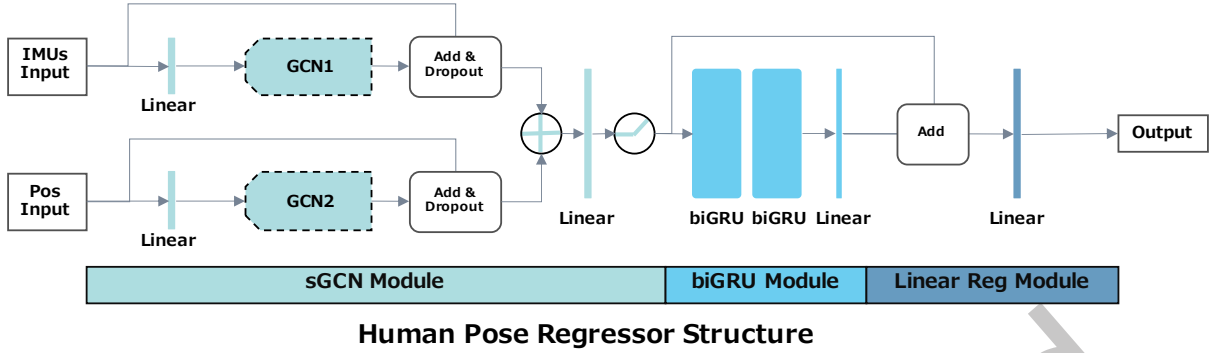 IMUs
Input
Linear
GCN1
Add &
Dropout
Pos
Input
Linear
GCN2
Add &
Dropout
Linear
biGRU
biGRU
Linear
Add
Linear
Output
sGCN Module
biGRU Module
Linear Reg Module
Human Pose Regressor Structure